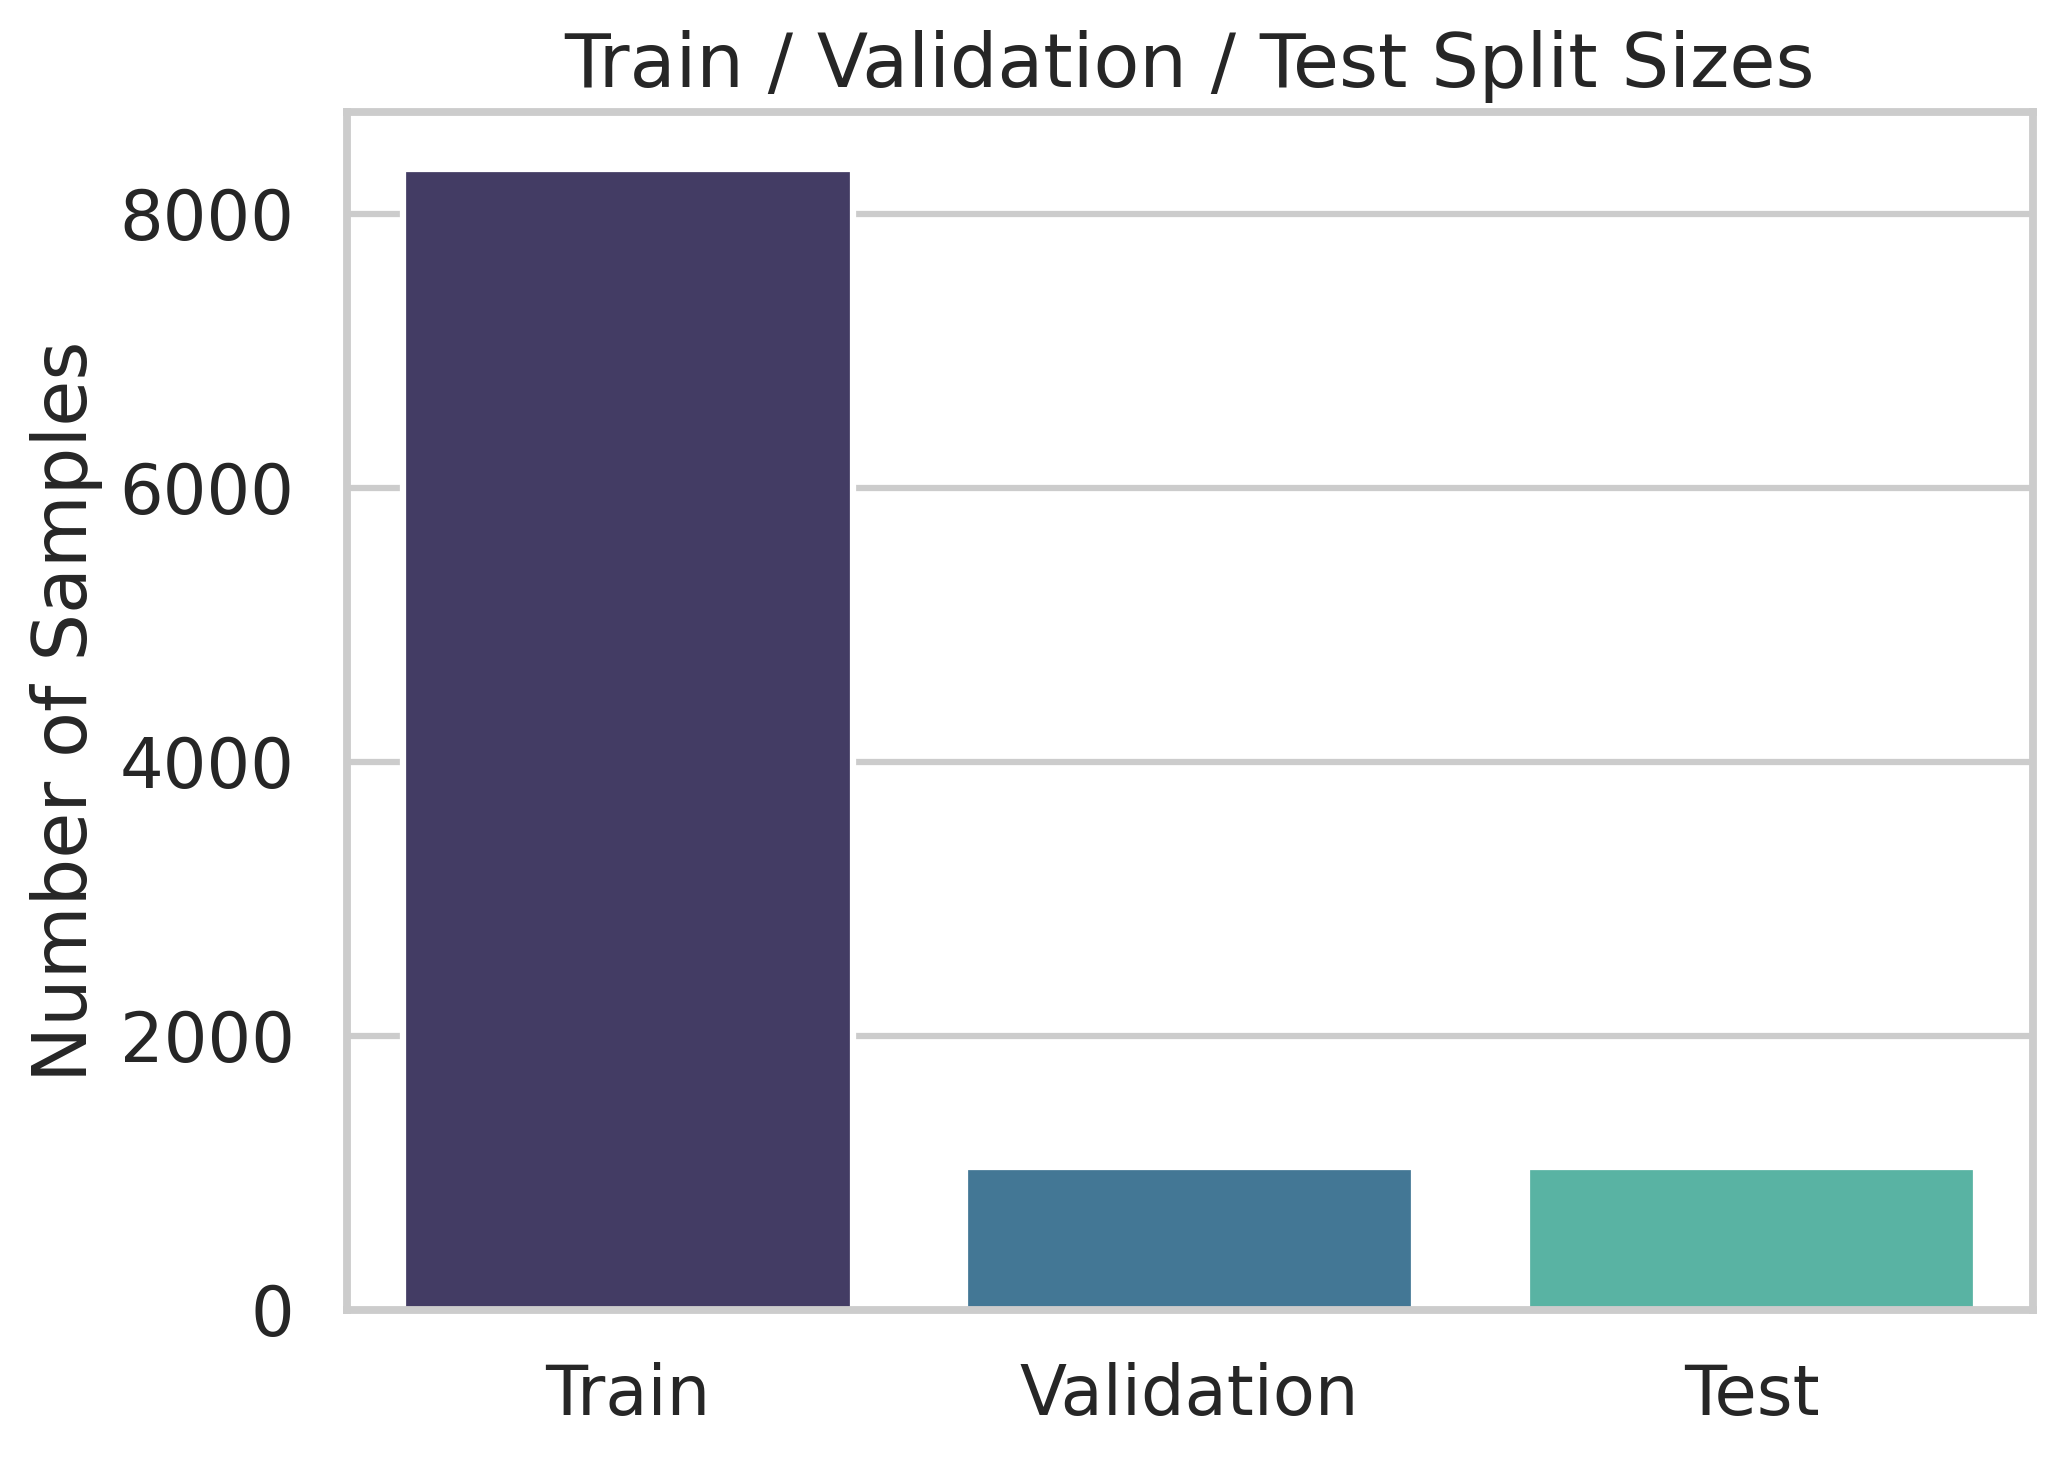 Train / Validation / Test Split Sizes
Number of Samples
8000
6000
4000
2000
0
Train Validation Test